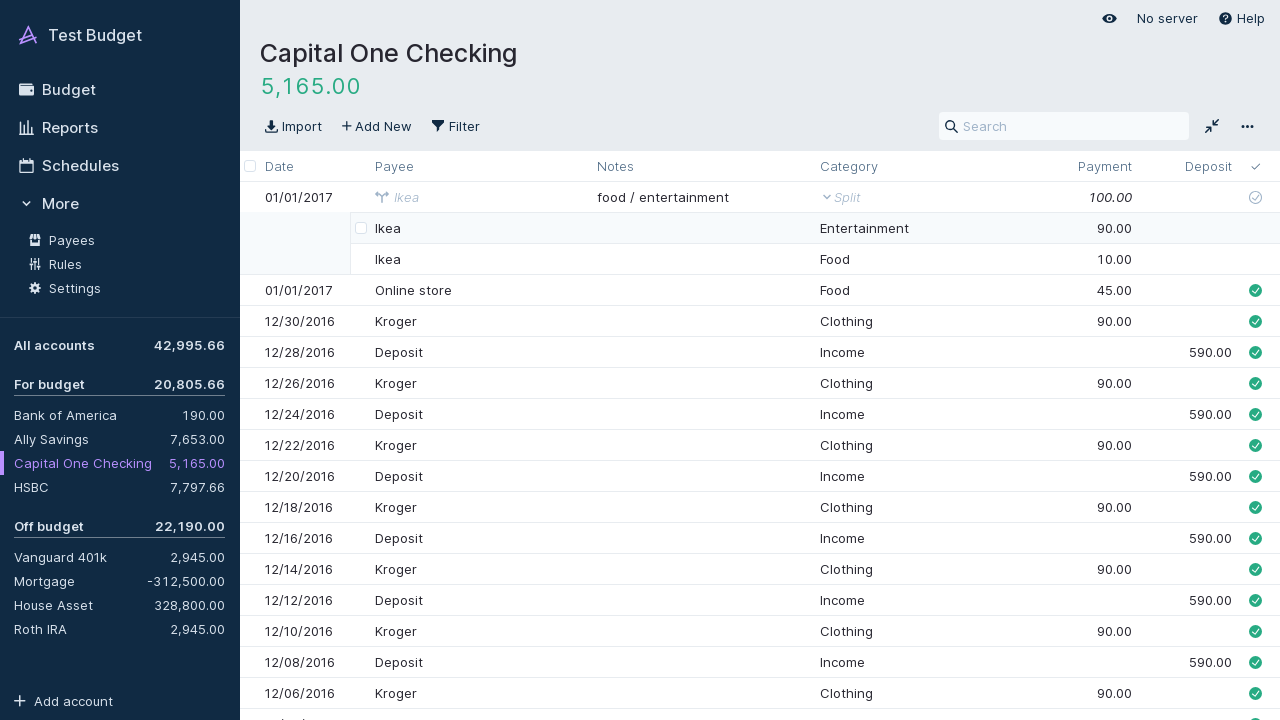 Test Budget
Budget
Reports
Schedules
More
Payees
Rules
Settings
All accounts 42,995.66
For budget 20,805.66
Bank of America 190.00
Ally Savings 7,653.00
Capital One Checking 5,165.00
HSBC 7,797.66
Off budget 22,190.00
Vanguard 401k 2,945.00
Mortgage -312,500.00
House Asset 328,800.00
Roth IRA 2,945.00
Add account
No server Help
Capital One Checking
5,165.00
Import Add New Filter Search
Date Payee Notes Category Payment Deposit
01/01/2017 Ikea food / entertainment Split 100.00
Ikea Entertainment 90.00
Ikea Food 10.00
01/01/2017 Online store Food 45.00
12/30/2016 Kroger Clothing 90.00
12/28/2016 Deposit Income 590.00
12/26/2016 Kroger Clothing 90.00
12/24/2016 Deposit Income 590.00
12/22/2016 Kroger Clothing 90.00
12/20/2016 Deposit Income 590.00
12/18/2016 Kroger Clothing 90.00
12/16/2016 Deposit Income 590.00
12/14/2016 Kroger Clothing 90.00
12/12/2016 Deposit Income 590.00
12/10/2016 Kroger Clothing 90.00
12/08/2016 Deposit Income 590.00
12/06/2016 Kroger Clothing 90.00